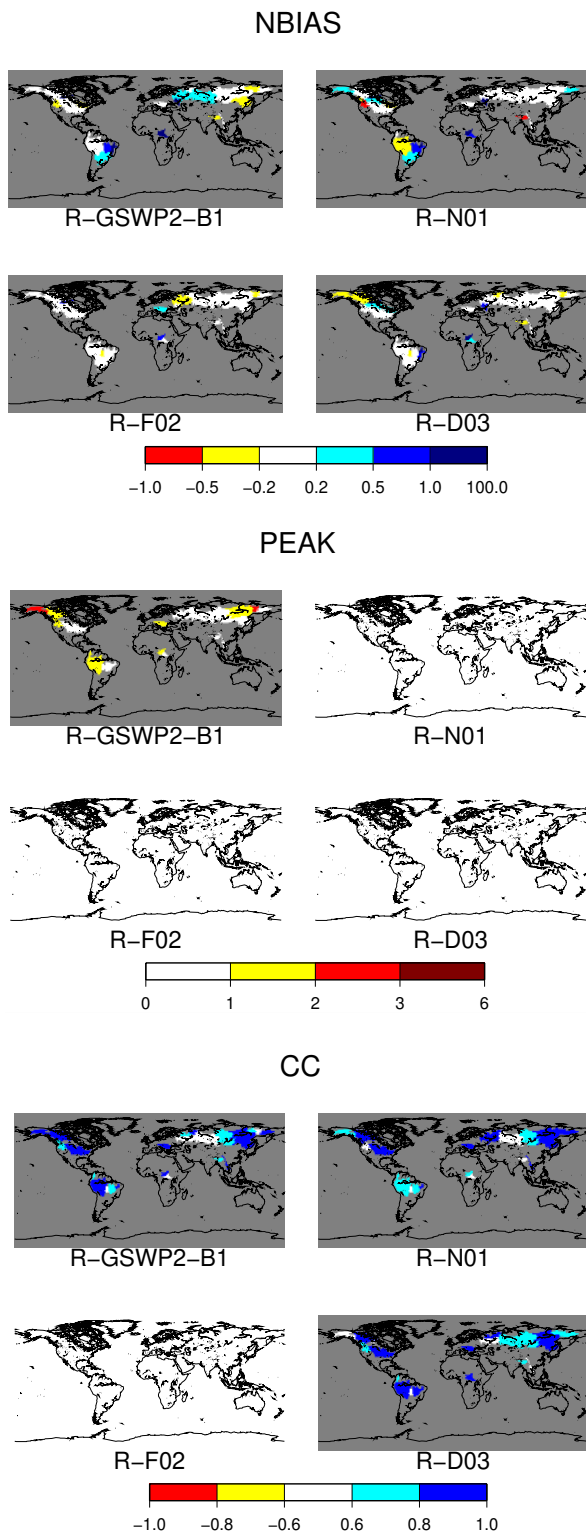 NBIAS
R-GSWP2-B1 R-N01
R-F02 R-D03
-1.0 -0.5 -0.2 0.2 0.5 1.0 100.0
PEAK
R-GSWP2-B1 R-N01
R-F02 R-D03
0 1 2 3 6
CC
R-GSWP2-B1 R-N01
R-F02 R-D03
-1.0 -0.8 -0.6 0.6 0.8 1.0